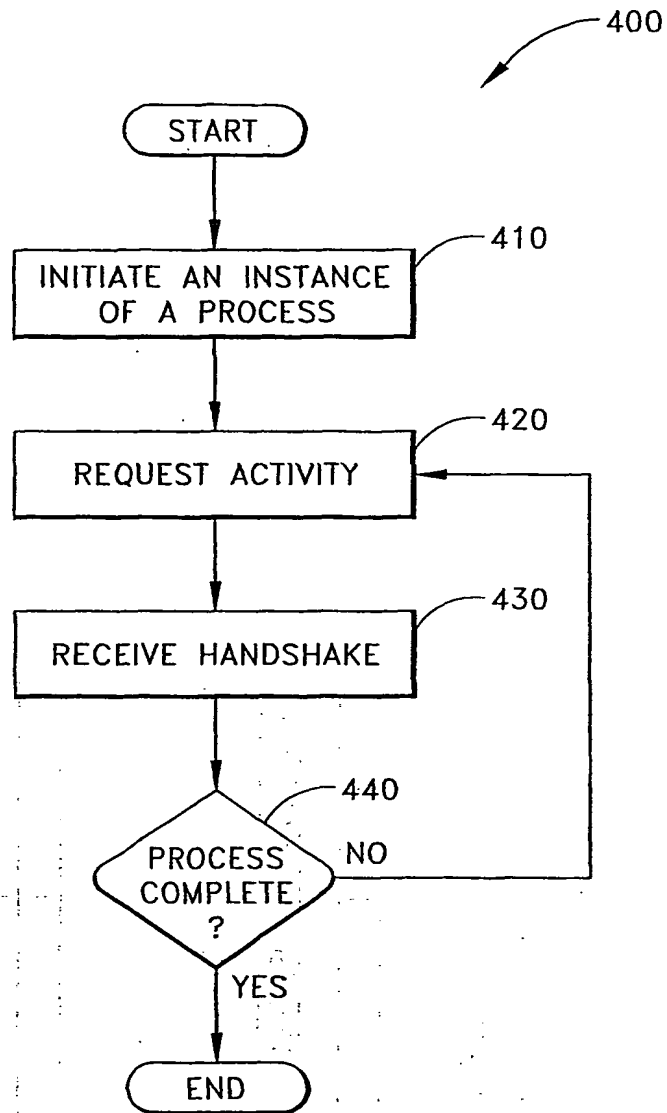 400
START
410
INITIATE AN INSTANCE
OF A PROCESS
420
REQUEST ACTIVITY
430
RECEIVE HANDSHAKE
440
PROCESS
COMPLETE
?
NO
YES
END